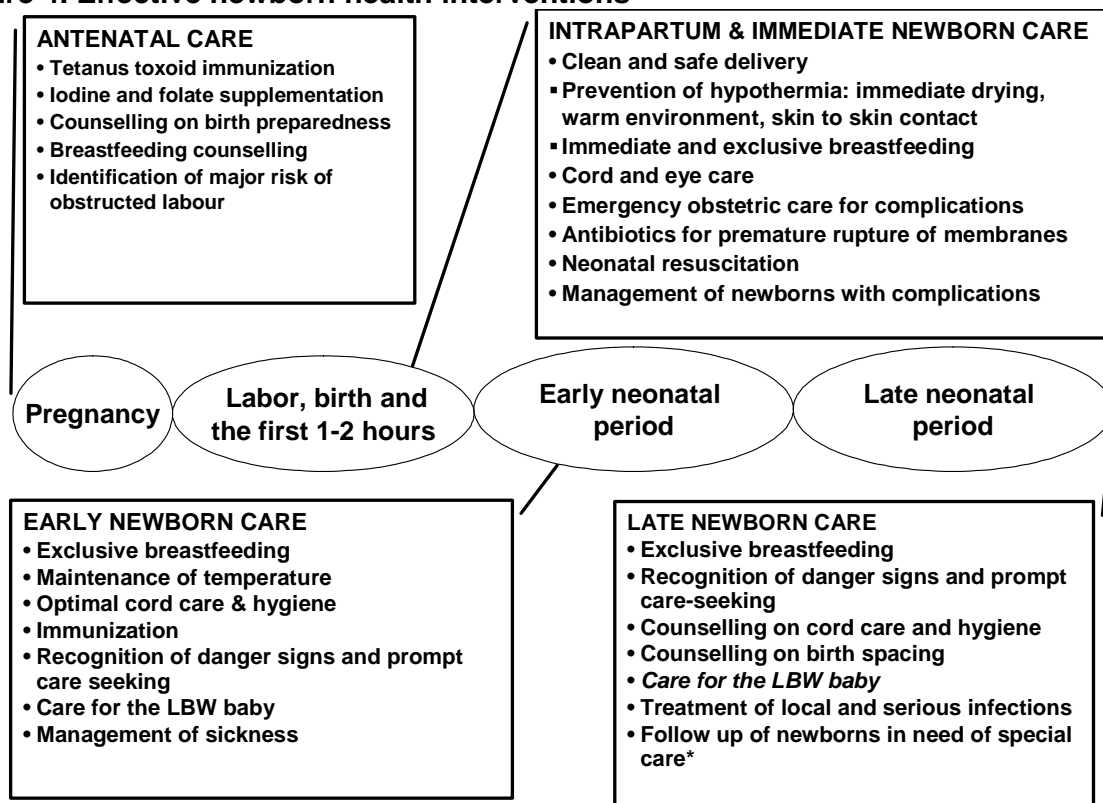 4. Effective newborn health interventions
ANTENATAL CARE
• Tetanus toxoid immunization
• Iodine and folate supplementation
• Counselling on birth preparedness
• Breastfeeding counselling
• Identification of major risk of
obstructed labour
INTRAPARTUM & IMMEDIATE NEWBORN CARE
• Clean and safe delivery
▪ Prevention of hypothermia: immediate drying,
warm environment, skin to skin contact
▪ Immediate and exclusive breastfeeding
• Cord and eye care
• Emergency obstetric care for complications
• Antibiotics for premature rupture of membranes
• Neonatal resuscitation
• Management of newborns with complications
Pregnancy
Labor, birth and
the first 1-2 hours
Early neonatal
period
Late neonatal
period
EARLY NEWBORN CARE
• Exclusive breastfeeding
• Maintenance of temperature
• Optimal cord care & hygiene
• Immunization
• Recognition of danger signs and prompt
care seeking
• Care for the LBW baby
• Management of sickness
LATE NEWBORN CARE
• Exclusive breastfeeding
• Recognition of danger signs and prompt
care-seeking
• Counselling on cord care and hygiene
• Counselling on birth spacing
• Care for the LBW baby
• Treatment of local and serious infections
• Follow up of newborns in need of special
care*